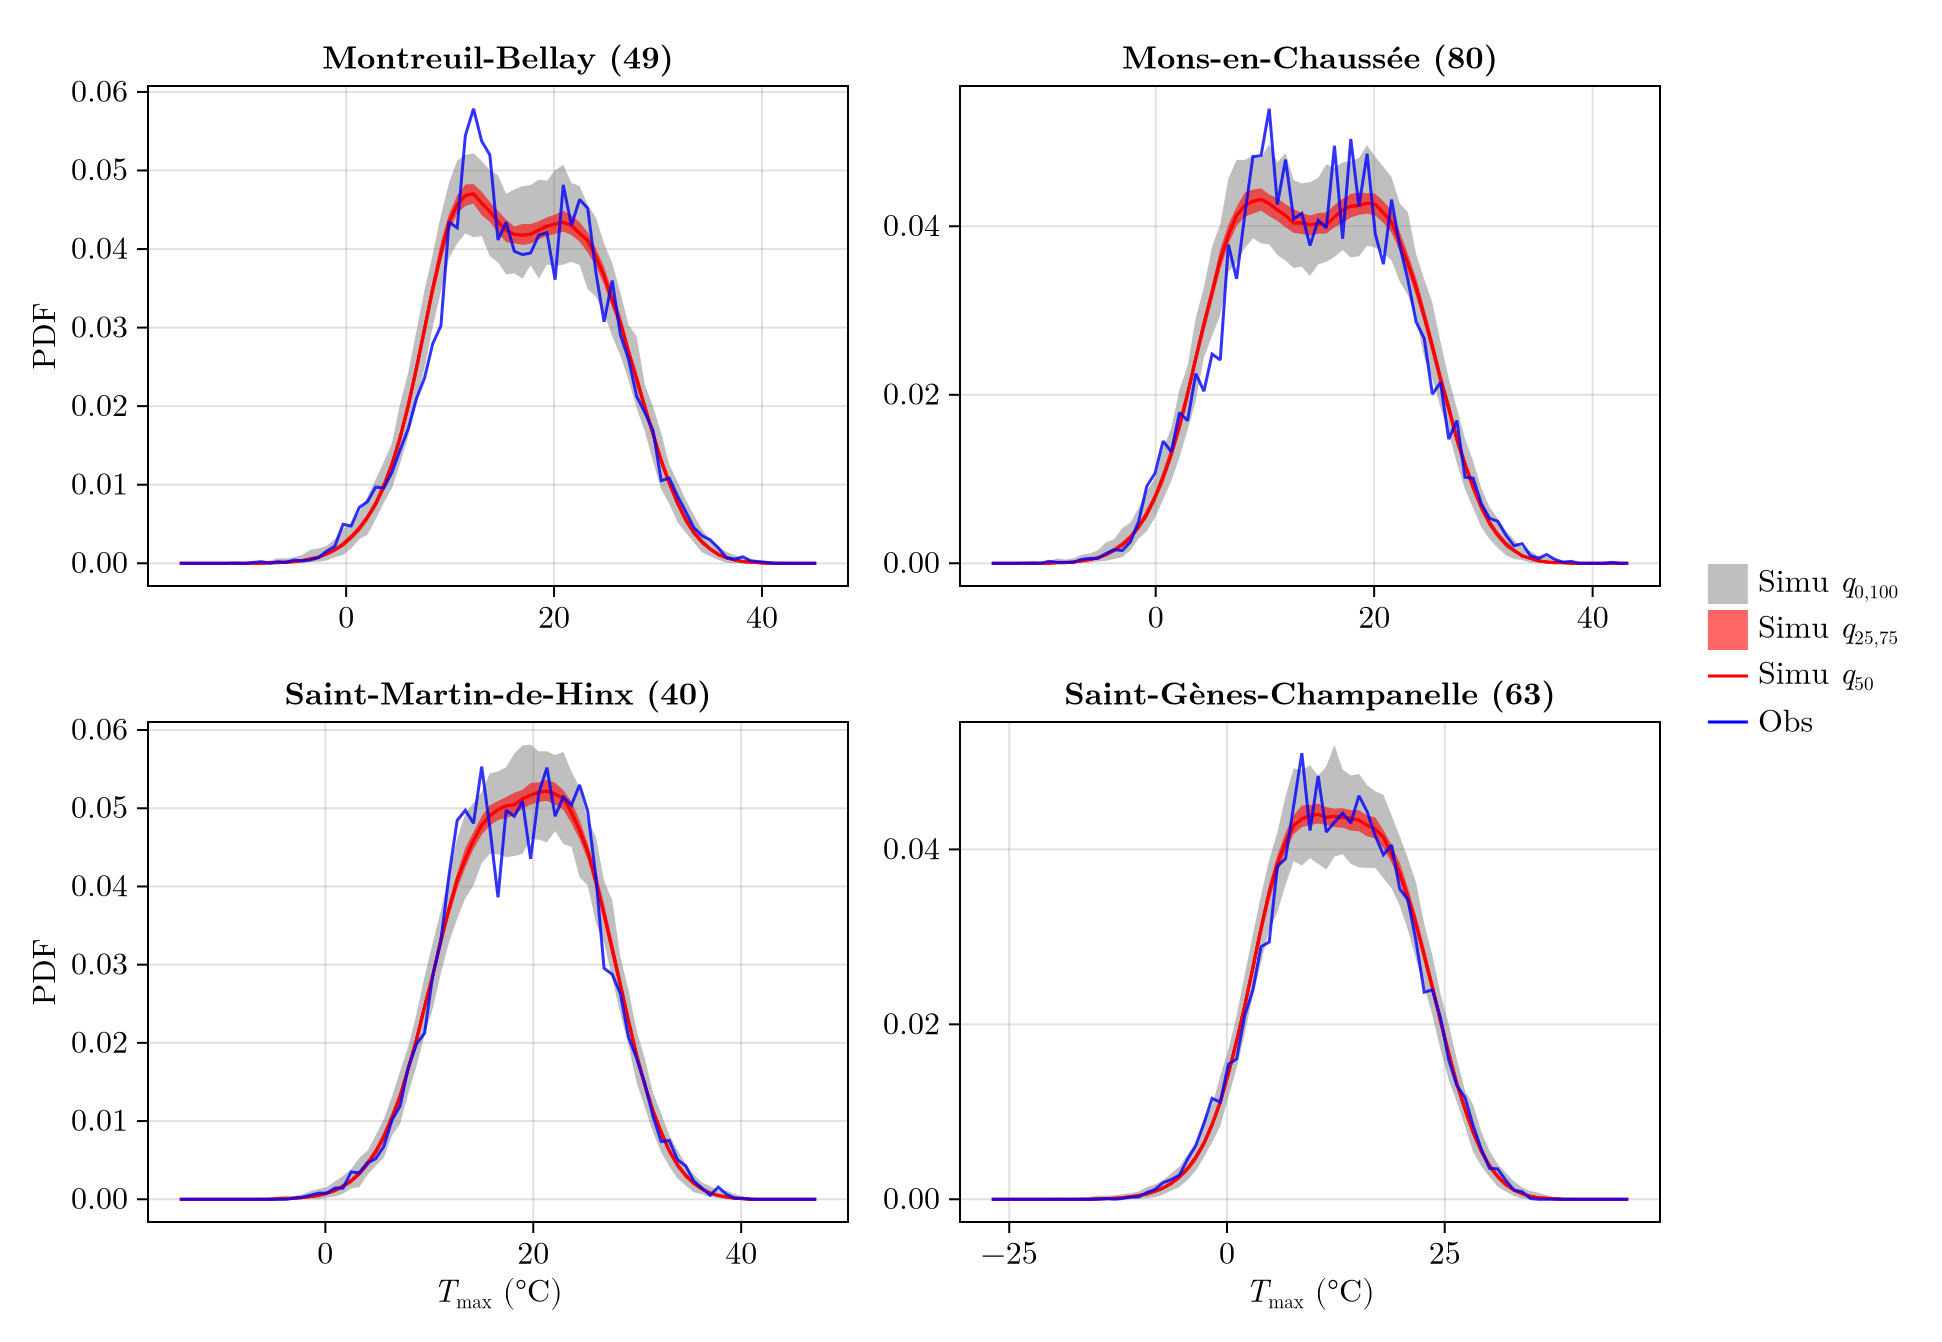 Montreuil-Bellay (49)
Mons-en-Chaussée (80)
PDF
0.06
0.05
0.04
0.03
0.02
0.01
0.00
0 20 40
0.04
0.02
0.00
0 20 40
Simu q0,100
Simu q25,75
Simu q50
Obs
Saint-Martin-de-Hinx (40)
Saint-Gènes-Champanelle (63)
PDF
0.06
0.05
0.04
0.03
0.02
0.01
0.00
0 20 40
Tmax (°C)
0.04
0.02
0.00
−25 0 25
Tmax (°C)